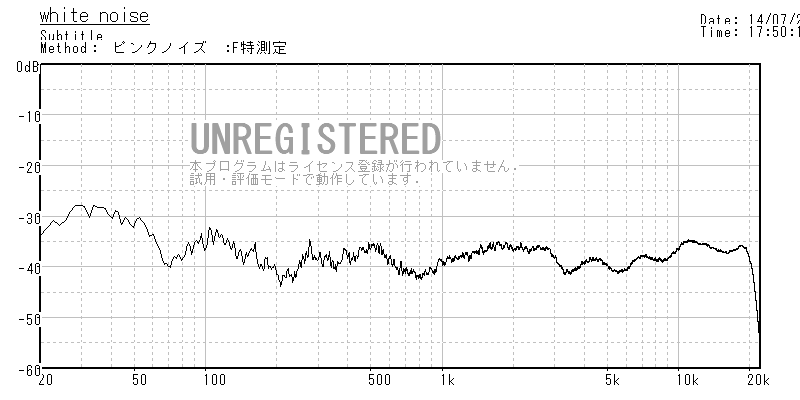 white noise
Subtitle
Method: ピンクノイズ :F特測定
Date: 14/07/2
Time: 17:50:1
0dB
-10
-20
-30
-40
-50
-60
UNREGISTERED
本プログラムはライセンス登録が行われていません.
試用・評価モードで動作しています.
20 50 100 500 1k 5k 10k 20k